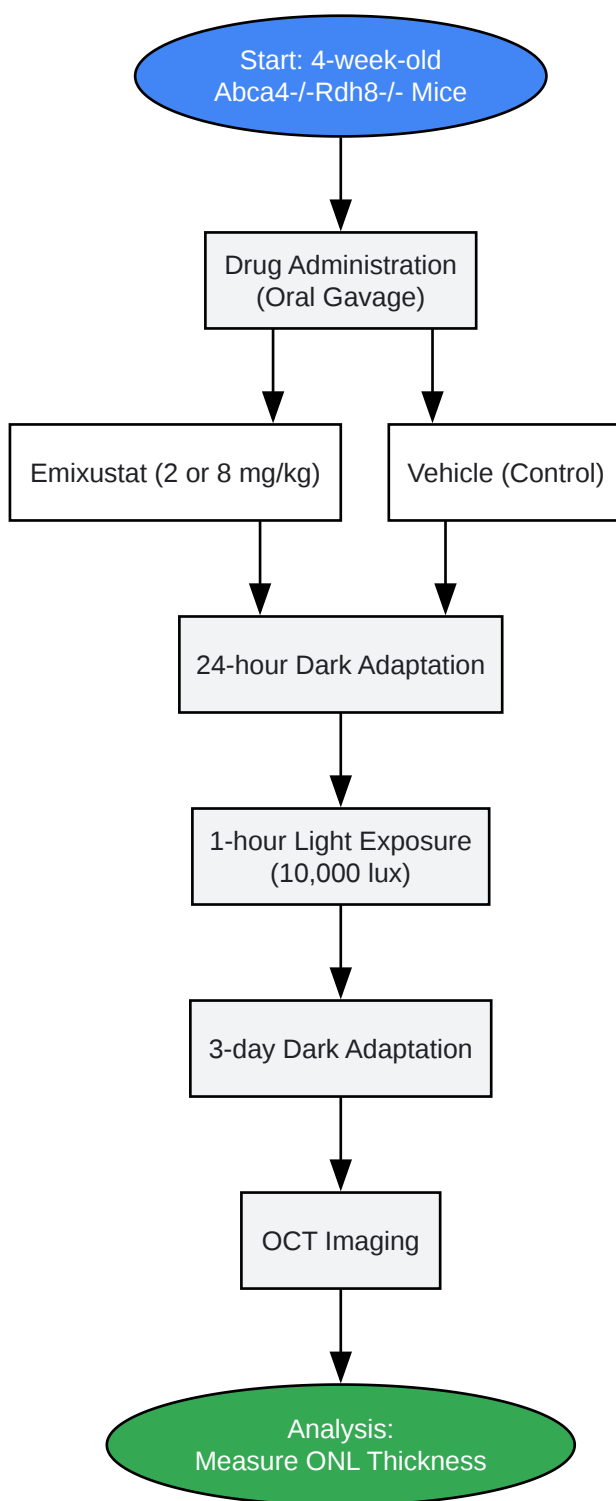 Start: 4-week-old
Abca4-/-Rdh8-/- Mice
Drug Administration
(Oral Gavage)
Emixustat (2 or 8 mg/kg)
Vehicle (Control)
24-hour Dark Adaptation
1-hour Light Exposure
(10,000 lux)
3-day Dark Adaptation
OCT Imaging
Analysis:
Measure ONL Thickness